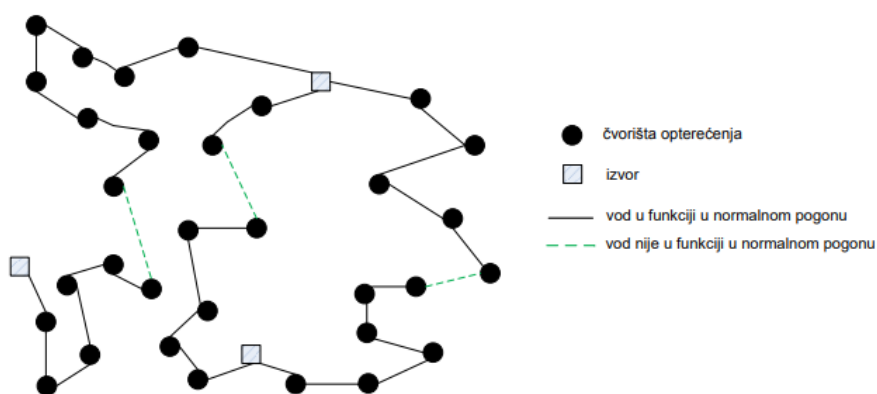 čvorišta opterećenja
izvor
vod u funkciji u normalnom pogonu
vod nije u funkciji u normalnom pogonu